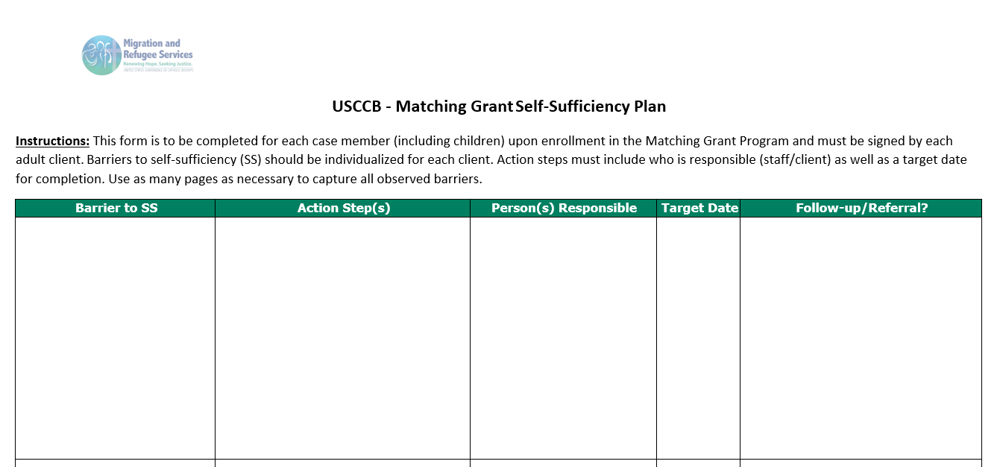 Migration and
Refugee Services
Renewing Hope. Seeking Justice.
UNITED STATES CONFERENCE OF CATHOLIC BISHOPS
USCCB - Matching Grant Self-Sufficiency Plan
Instructions: This form is to be completed for each case member (including children) upon enrollment in the Matching Grant Program and must be signed by each
adult client. Barriers to self-sufficiency (SS) should be individualized for each client. Action steps must include who is responsible (staff/client) as well as a target date
for completion. Use as many pages as necessary to capture all observed barriers.
Barrier to SS Action Step(s) Person(s) Responsible Target Date Follow-up/Referral?